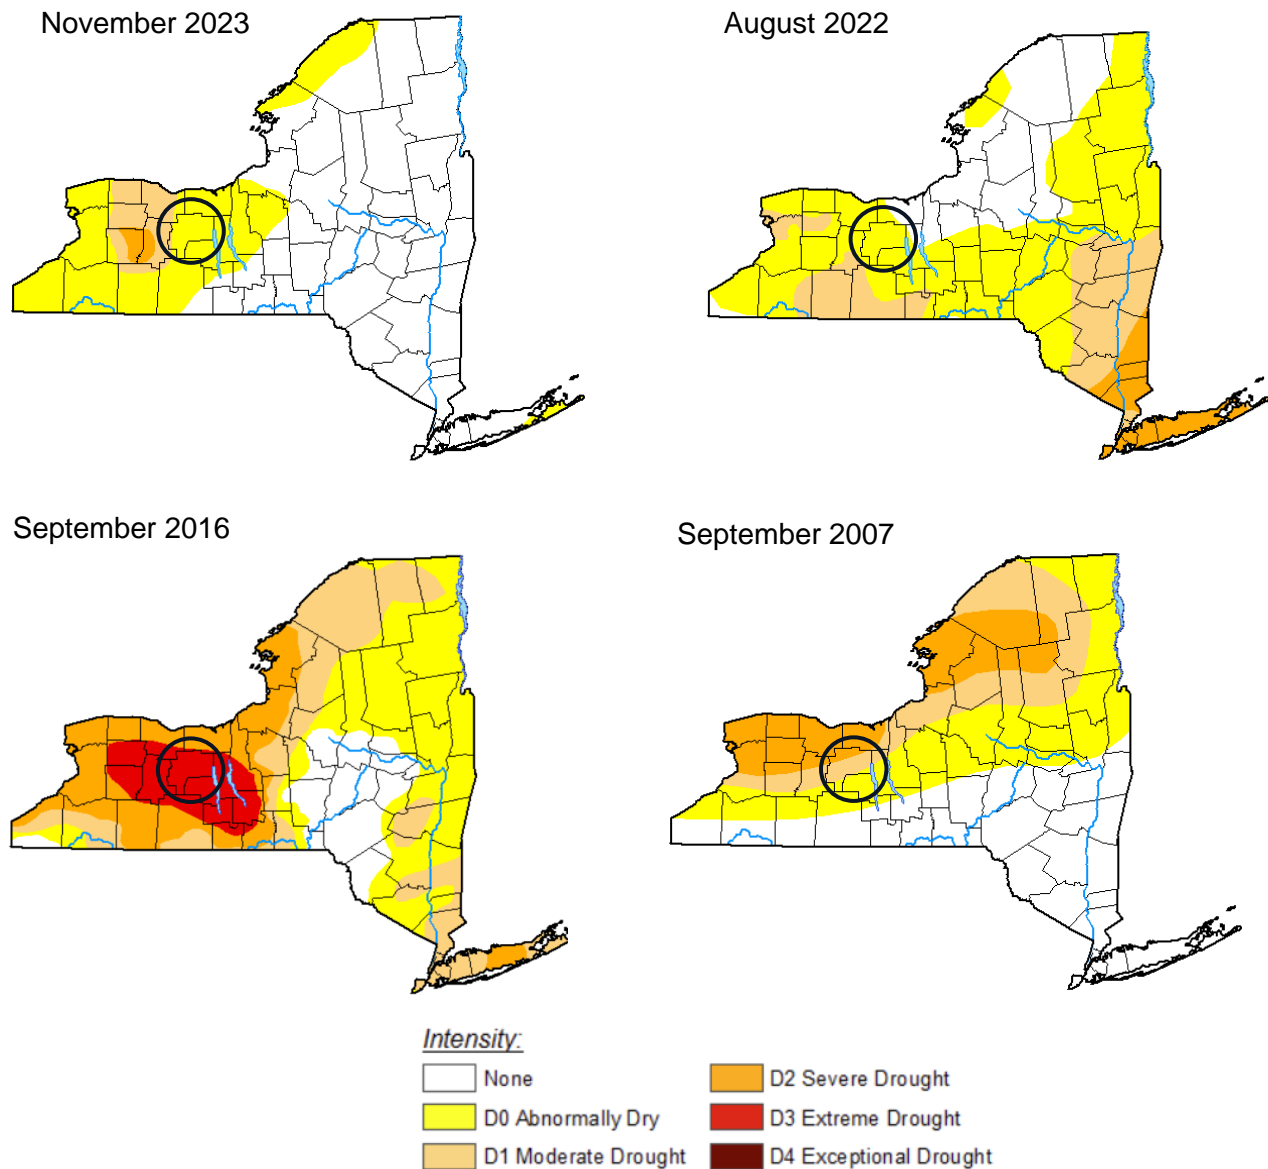 November 2023
August 2022
September 2016
September 2007
Intensity:
None
D0 Abnormally Dry
D1 Moderate Drought
D2 Severe Drought
D3 Extreme Drought
D4 Exceptional Drought